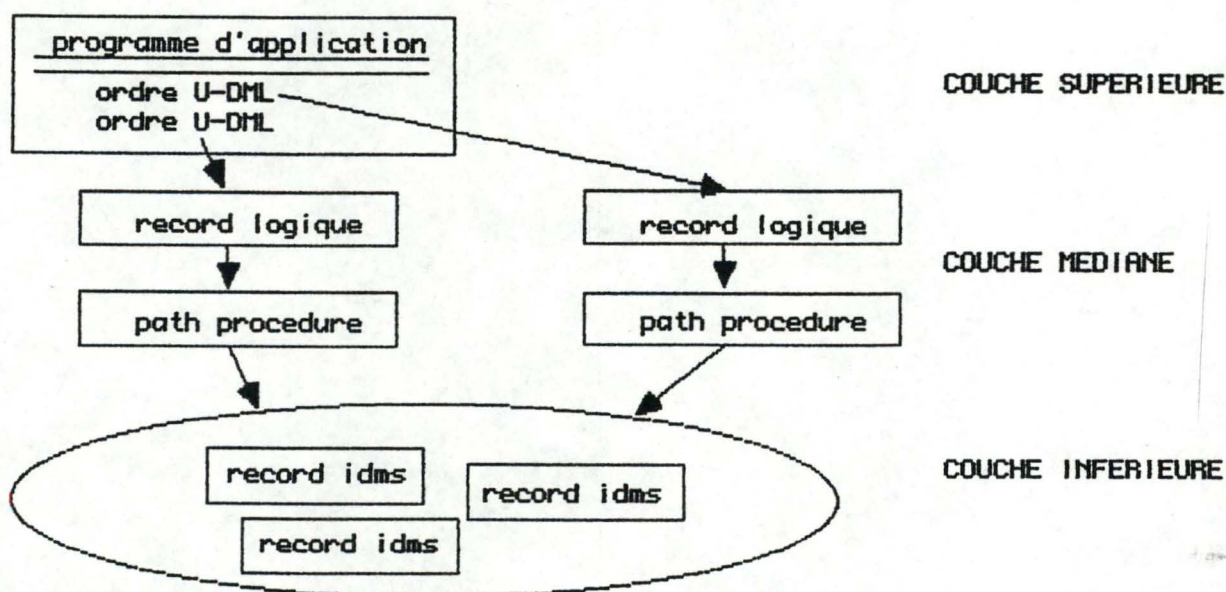 programme d'application
ordre U-DML
ordre U-DML
COUCHE SUPERIEURE
record logique
record logique
COUCHE MEDIANE
path procedure
path procedure
record idms
record idms
record idms
COUCHE INFERIEURE